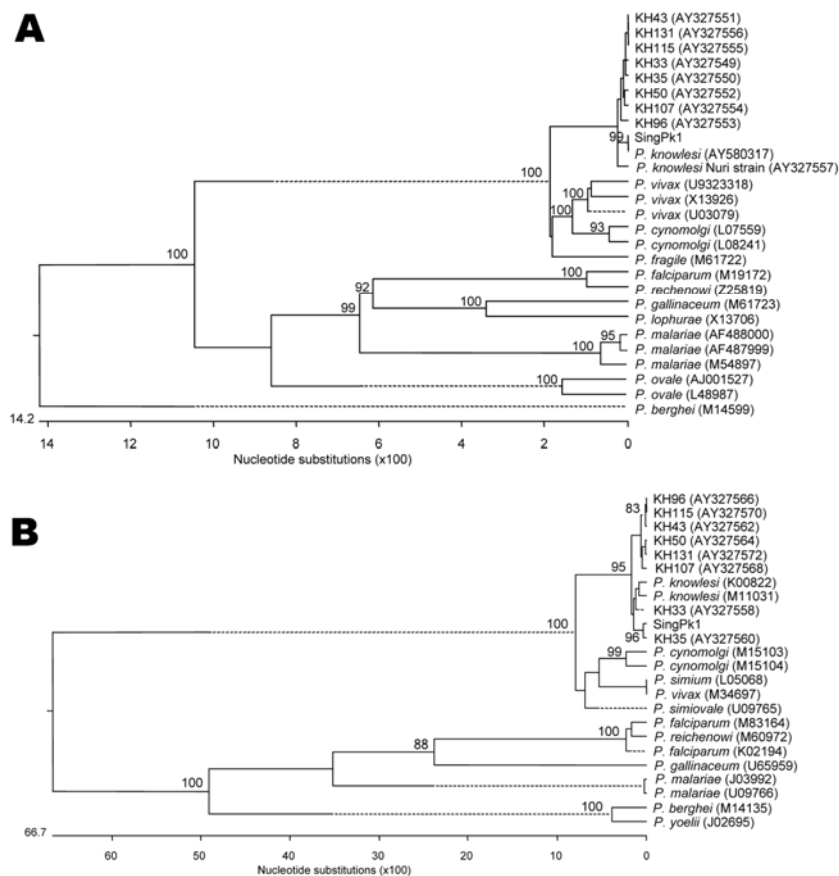 A
KH43 (AY327551)
KH131 (AY327556)
KH115 (AY327555)
KH33 (AY327549)
KH35 (AY327550)
KH50 (AY327552)
KH107 (AY327554)
KH96 (AY327553)
99
SingPk1
P. knowlesi (AY580317)
P. knowlesi Nuri strain (AY327557)
100
P. vivax (U9323318)
100
P. vivax (X13926)
P. vivax (U03079)
100
P. cynomolgi (L07559)
93
P. cynomolgi (L08241)
P. fragile (M61722)
100
100
P. falciparum (M19172)
P. rechenowi (Z25819)
92
P. gallinaceum (M61723)
100
99
P. lophurae (X13706)
95
P. malariae (AF488000)
100
P. malariae (AF487999)
P. malariae (M54897)
100
P. ovale (AJ001527)
P. ovale (L48987)
P. berghei (M14599)
14.2
14 12 10 8 6 4 2 0
Nucleotide substitutions (x100)
B
KH96 (AY327566)
83
KH115 (AY327570)
KH43 (AY327562)
KH50 (AY327564)
KH131 (AY327572)
95
KH107 (AY327568)
P. knowlesi (K00822)
P. knowlesi (M11031)
KH33 (AY327558)
100
SingPk1
96
KH35 (AY327560)
99
P. cynomolgi (M15103)
P. cynomolgi (M15104)
P. simium (L05068)
P. vivax (M34697)
P. simiovale (U09765)
P. falciparum (M83164)
100
P. reichenowi (M60972)
88
P. falciparum (K02194)
P. gallinaceum (U65959)
100
P. malariae (J03992)
P. malariae (U09766)
100
P. berghei (M14135)
P. yoelii (J02695)
66.7
60 50 40 30 20 10 0
Nucleotide substitutions (x100)